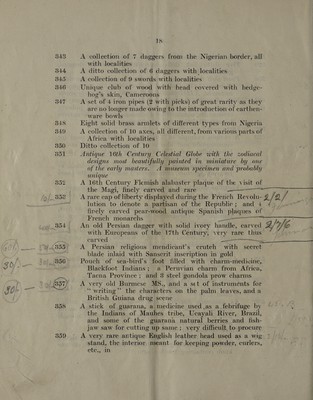 18
343 A collection of 7 daggers from the Nigerian border, all
with localities
344 A ditto collection of 6 daggers with localities
345 A collection of 9 swords with localities
346 Unique club of wood with head covered with hedge-
hog's skin, Cameroons
347 A set of 4 iron pipes (2 with picks) of great rarity as they
are no longer made owing to the introduction of earthen-
ware bowls
348 Eight solid brass armlets of different types from Nigeria
349 A collection of 10 axes, all different, from various parts of
Africa with localities
350 Ditto collection of 10
351 Antique 16th Century Celestial Globe with the zodiacal
designs most beautifully painted in miniature by one
of the early masters. A museum specimen and probably
unique
352 A 16th Century Flemish alabaster plaque of the visit of
the Magi, finely carved and rare
353 A rare cap of liberty displayed during the French Revolu-
lution to denote a partisan of the Republic; and a
finely carved pear-wood antique Spanish plaques of
French monarchs
354 An old Persian dagger with solid ivory handle, carved
with Europeans of the 17th Century, very rare thus
carved
355 A Persian religious mendicant's crutch with secret
blade inlaid with Sanscrit inscription in gold
356 Pouch of sea-bird's foot filled with charm-medicine,
Blackfoot Indians; a Peruvian charm from Africa,
Tacna Province; and 3 steel gondola prow charms
357 A very old Burmese MS., and a set of instruments for
"writing" the characters on the palm leaves, and a
British Guiana drug scene
358 A stick of guarana, a medicine used as a febrifuge by
the Indians of Mauhes tribe, Ucayali River, Brazil,
and some of the guarana natural berries and fish-
jaw saw for cutting up same; very difficult to procure
359 A very rare antique English leather head used as a wig
stand, the interior meant for keeping powder, curlers,
etc., in